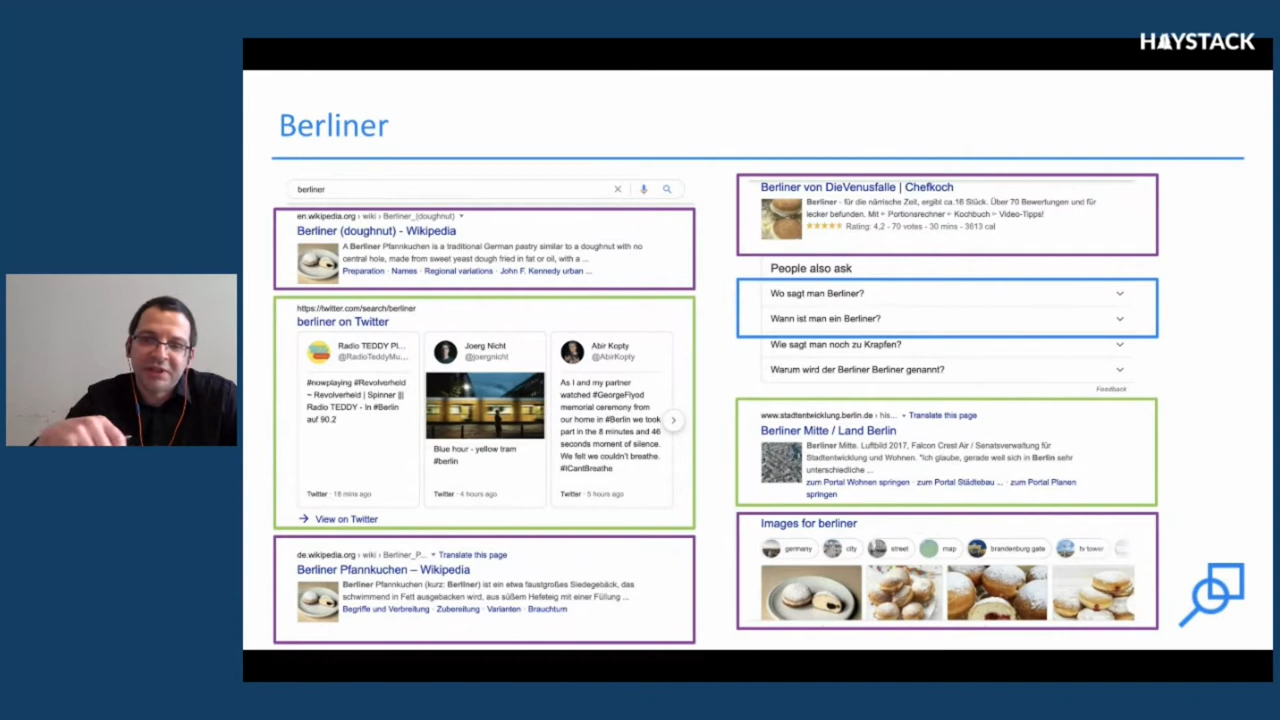 HAYSTACK
Berliner
berliner
en.wikipedia.org › wiki › Berliner_(doughnut)
Berliner (doughnut) - Wikipedia
A Berliner Pfannkuchen is a traditional German pastry similar to a doughnut with no
central hole, made from sweet yeast dough fried in fat or oil, with a ...
Preparation · Names · Regional variations · John F. Kennedy urban ...
https://twitter.com/search/berliner
berliner on Twitter
Radio TEDDY Pl...
@RadioTeddyMu...
#nowplaying #Revolverheld
~ Revolverheld | Spinner |||
Radio TEDDY - In #Berlin
auf 90.2
Twitter · 18 mins ago
Joerg Nicht
@joergnicht
Blue hour - yellow tram
#berlin
Twitter · 4 hours ago
Abir Kopty
@AbirKopty
As I and my partner
watched #GeorgeFlyod
memorial ceremony from
our home in #Berlin we took
part in the 8 minutes and 46
seconds moment of silence.
We felt we couldn't breathe.
#ICantBreathe
Twitter · 5 hours ago
View on Twitter
de.wikipedia.org › wiki › Berliner_P... Translate this page
Berliner Pfannkuchen – Wikipedia
Berliner Pfannkuchen (kurz: Berliner) ist ein etwa faustgroßes Siedegebäck, das
schwimmend in Fett ausgebacken wird, aus süßem Hefeteig mit einer Füllung ...
Begriffe und Verbreitung · Zubereitung · Varianten · Brauchtum
Berliner von DieVenusfalle | Chefkoch
Berliner - für die närrische Zeit, ergibt ca.16 Stück. Über 70 Bewertungen und für
lecker befunden. Mit ► Portionsrechner ► Kochbuch ► Video-Tipps!
Rating: 4,2 - 70 votes - 30 mins - 3613 cal
People also ask
Wo sagt man Berliner?
Wann ist man ein Berliner?
Wie sagt man noch zu Krapfen?
Warum wird der Berliner Berliner genannt?
Feedback
www.stadtentwicklung.berlin.de › his... Translate this page
Berliner Mitte / Land Berlin
Berliner Mitte. Luftbild 2017, Falcon Crest Air / Senatsverwaltung für
Stadtentwicklung und Wohnen. "Ich glaube, gerade weil sich in Berlin sehr
unterschiedliche ...
zum Portal Wohnen springen · zum Portal Städtebau ... · zum Portal Planen
springen
Images for berliner
germany
city
street
map
brandenburg gate
tv tower